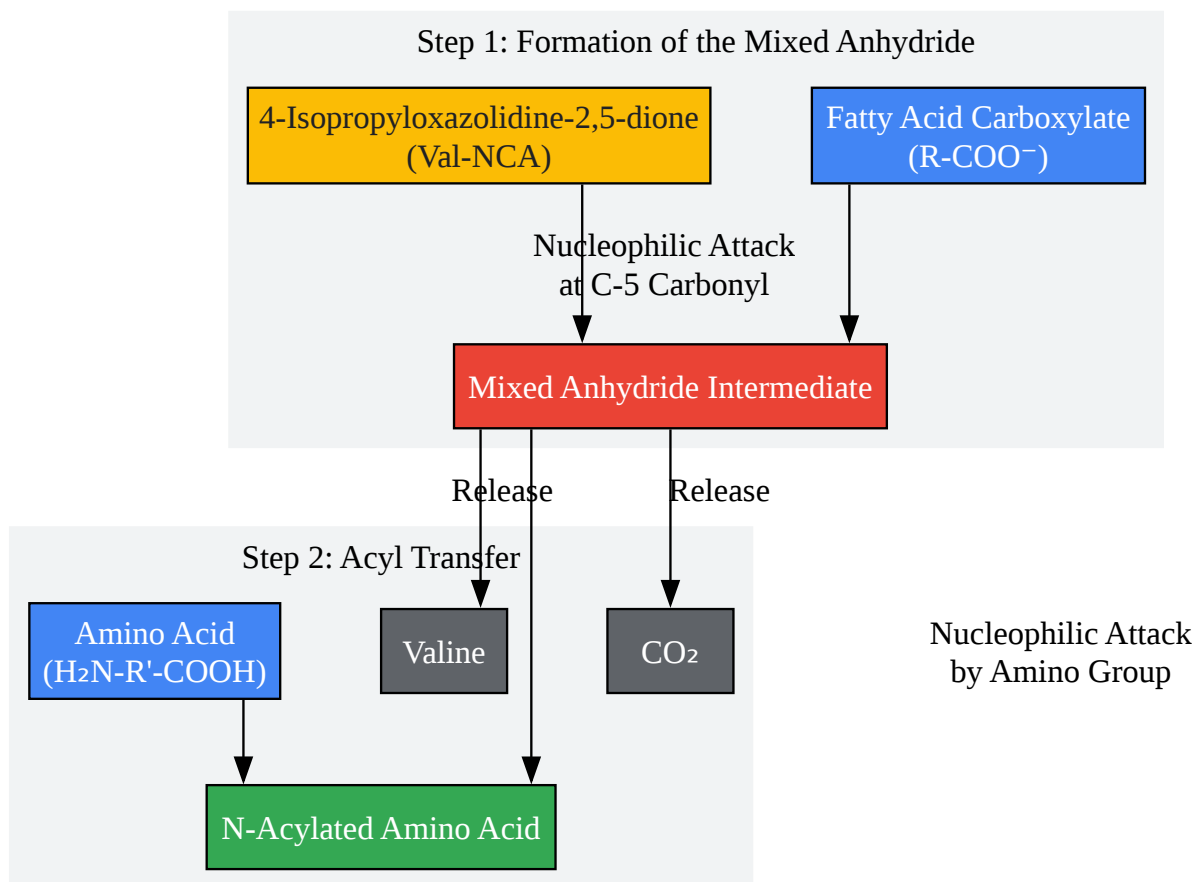 Step 1: Formation of the Mixed Anhydride
4-Isopropyloxazolidine-2,5-dione
(Val-NCA)
Fatty Acid Carboxylate
(R-COO⁻)
Nucleophilic Attack
at C-5 Carbonyl
Mixed Anhydride Intermediate
Release
Release
Step 2: Acyl Transfer
Amino Acid
(H₂N-R'-COOH)
Valine
CO₂
Nucleophilic Attack
by Amino Group
N-Acylated Amino Acid